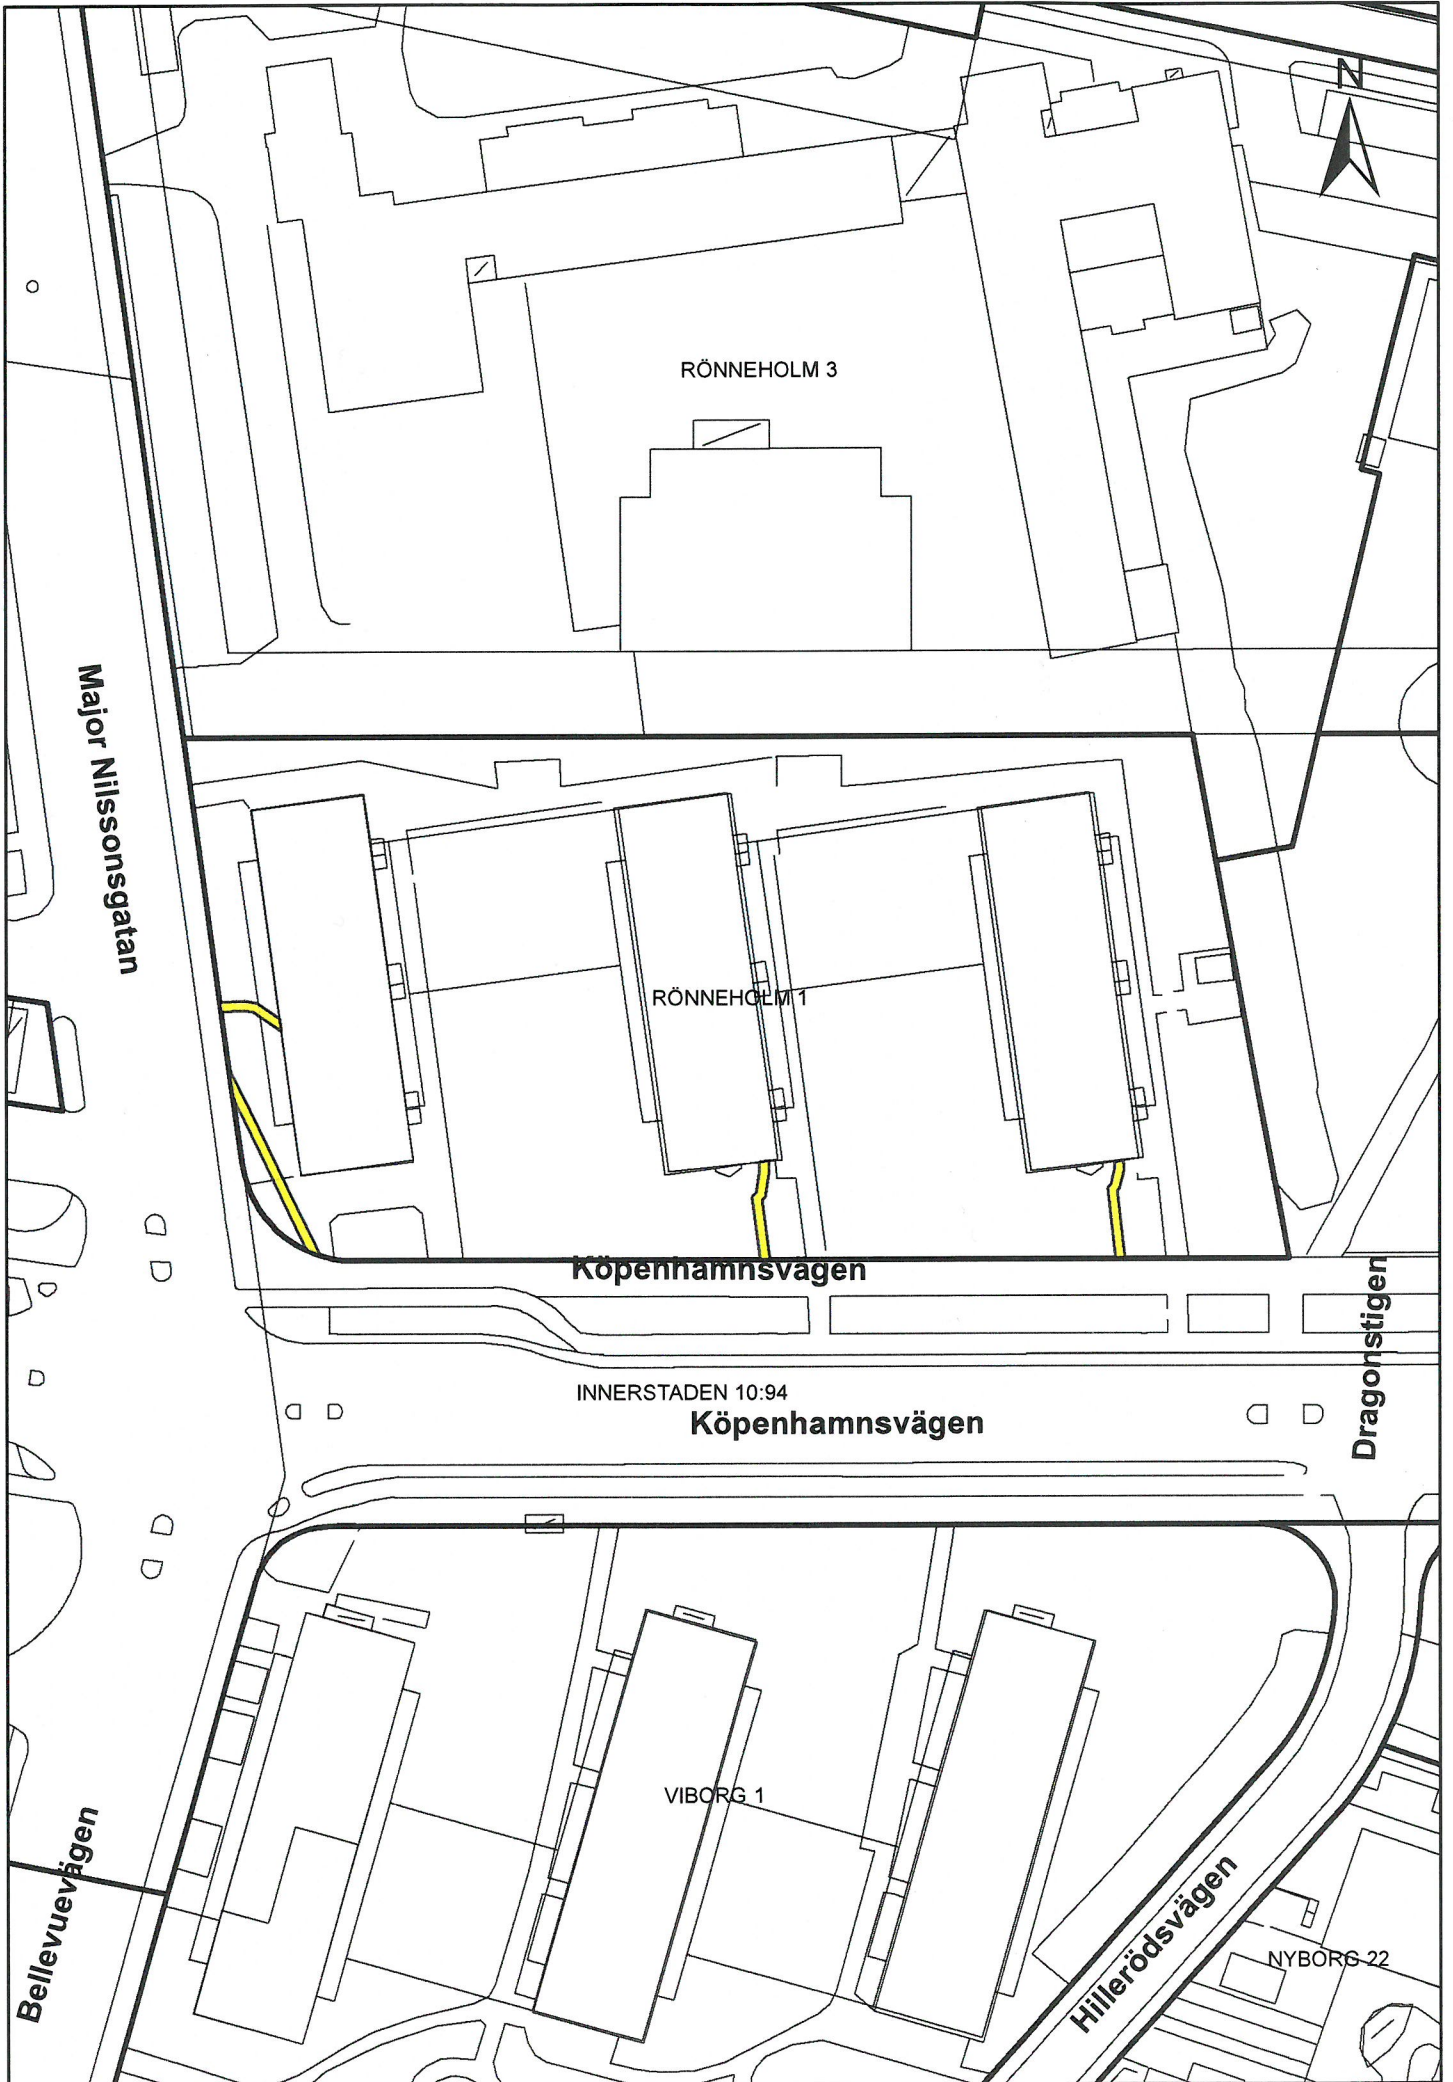 N
RÖNNEHOLM 3
Major Nilssonsgatan
RÖNNEHOLM 1
Köpenhamnsvägen
Dragonstigen
INNERSTADEN 10:94
Köpenhamnsvägen
VIBORG 1
Bellevuevägen
Hillerödsvägen
NYBORG 22